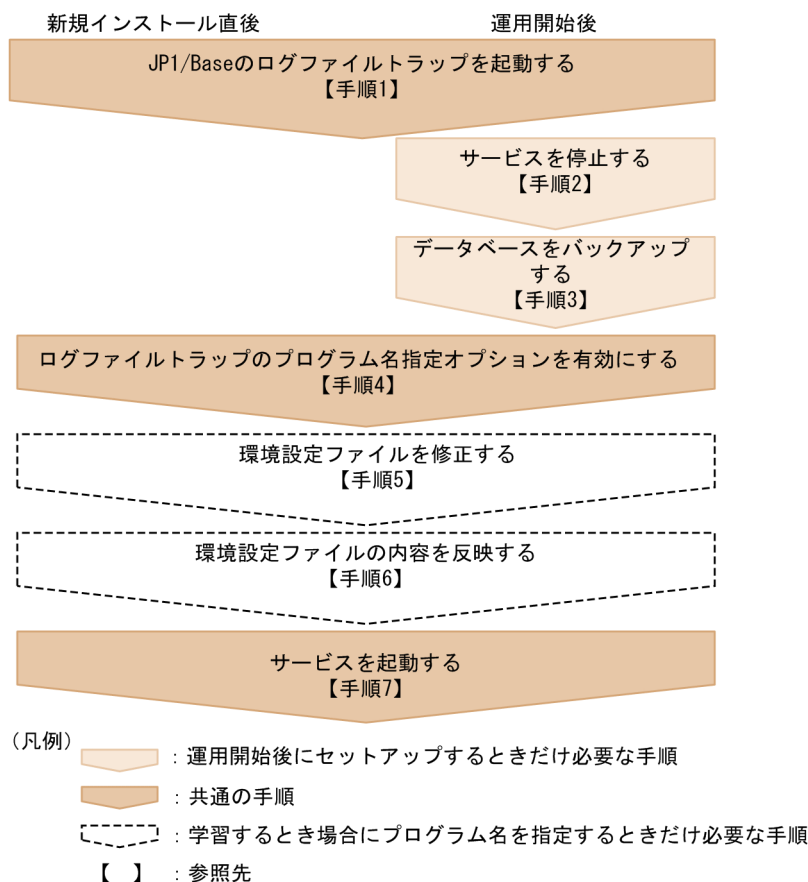 新規インストール直後
運用開始後
JP1/Baseのログファイルトラップを起動する
【手順1】
サービスを停止する
【手順2】
データベースをバックアップ
する
【手順3】
ログファイルトラップのプログラム名指定オプションを有効にする
【手順4】
環境設定ファイルを修正する
【手順5】
環境設定ファイルの内容を反映する
【手順6】
サービスを起動する
【手順7】
(凡例)
：運用開始後にセットアップするときだけ必要な手順
：共通の手順
：学習するとき場合にプログラム名を指定するときだけ必要な手順
【　】：参照先